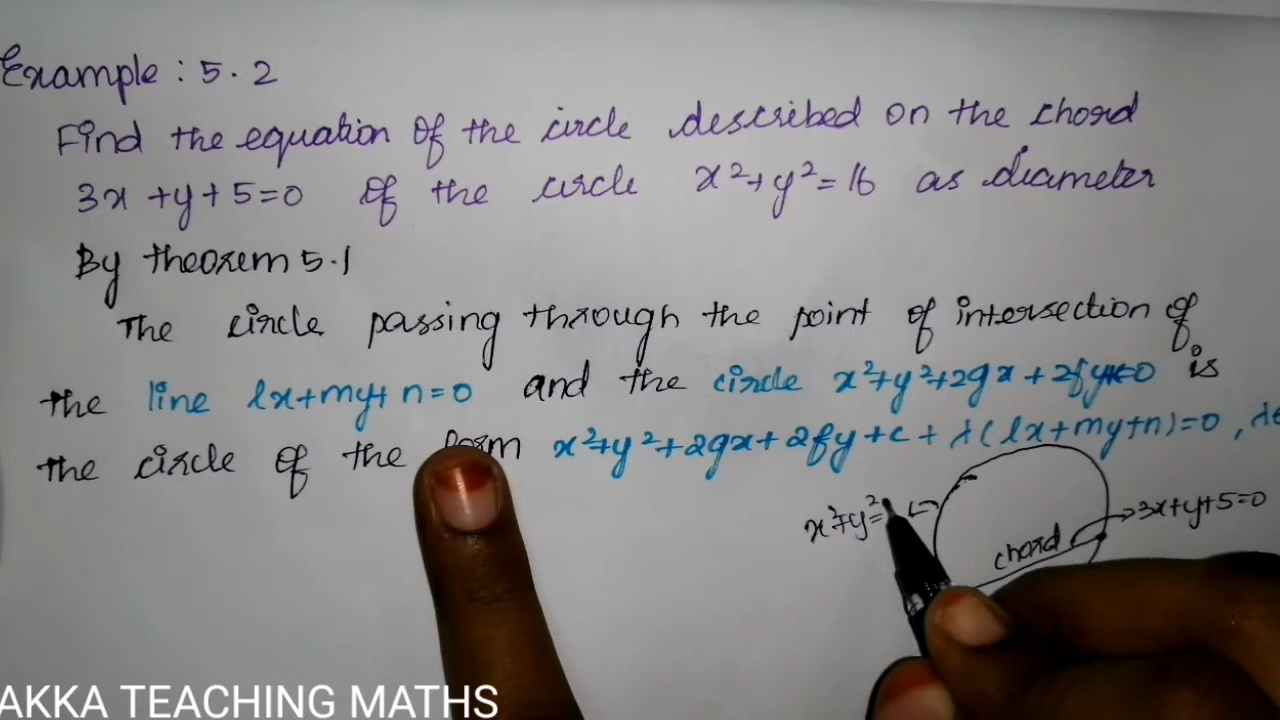 Example : 5.2
Find the equation of the circle described on the chord
3x+y+5=0 of the circle x²+y²=16 as diameter
By theorem 5.1
The circle passing through the point of intersection of
the line lx+my+n=0 and the circle x²+y²+2gx+2fy+c=0 is
the circle of the form x²+y²+2gx+2fy+c+λ(lx+my+n)=0, λ
x²+y²=
chord
3x+y+5=0
AKKA TEACHING MATHS